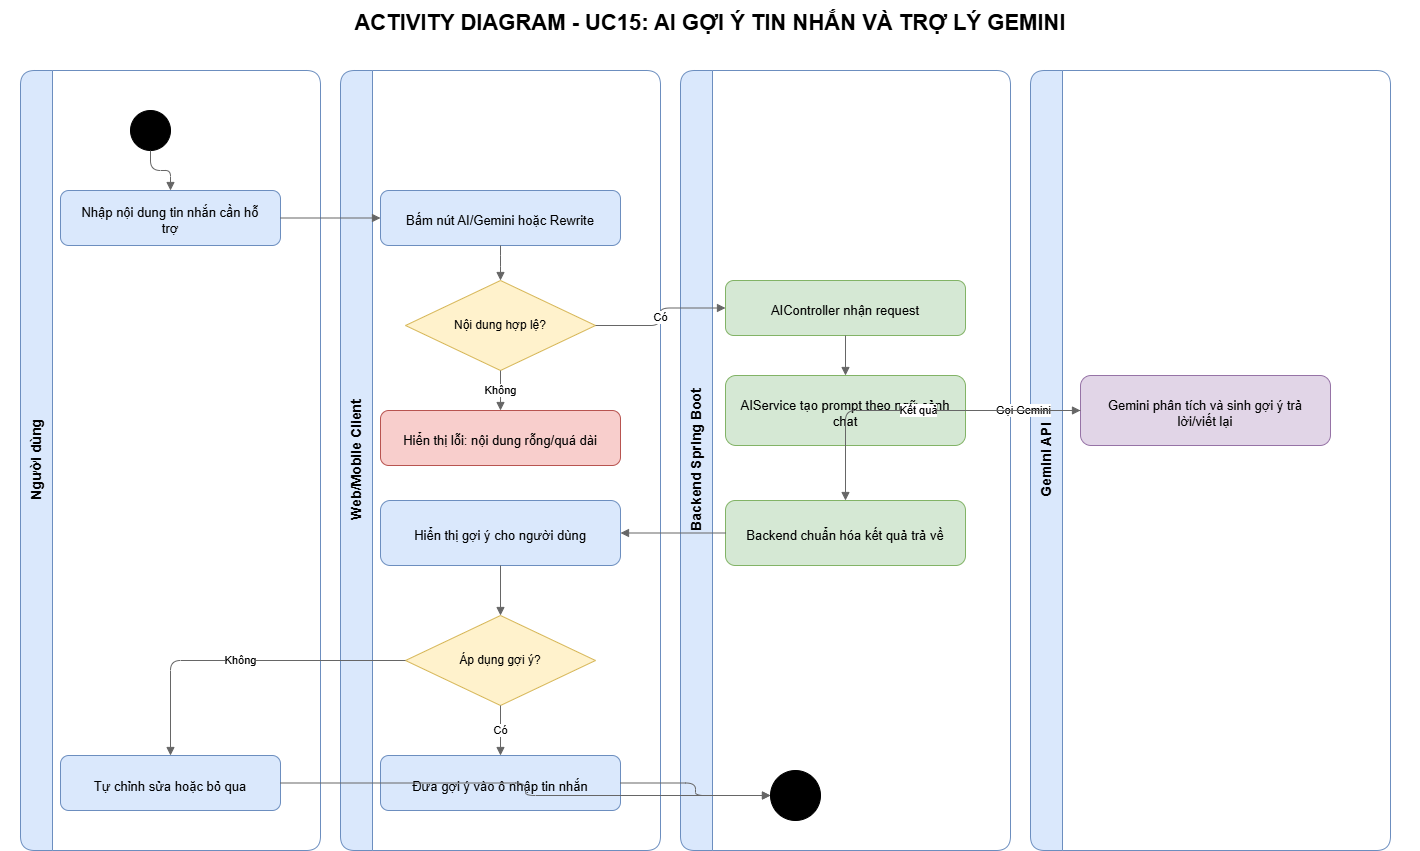 ACTIVITY DIAGRAM - UC15: AI GỢI Ý TIN NHẮN VÀ TRỢ LÝ GEMINI
Người dùng
Nhập nội dung tin nhắn cần hỗ
trợ
Web/Mobile Client
Bấm nút AI/Gemini hoặc Rewrite
Nội dung hợp lệ?
Có
Không
Hiển thị lỗi: nội dung rỗng/quá dài
Backend Spring Boot
AIController nhận request
AIService tạo prompt theo ngữ cảnh
chat
Kết quả
Gọi Gemini
Gemini API
Gemini phân tích và sinh gợi ý trả
lời/viết lại
Backend chuẩn hóa kết quả trả về
Hiển thị gợi ý cho người dùng
Áp dụng gợi ý?
Không
Có
Tự chỉnh sửa hoặc bỏ qua
Đưa gợi ý vào ô nhập tin nhắn